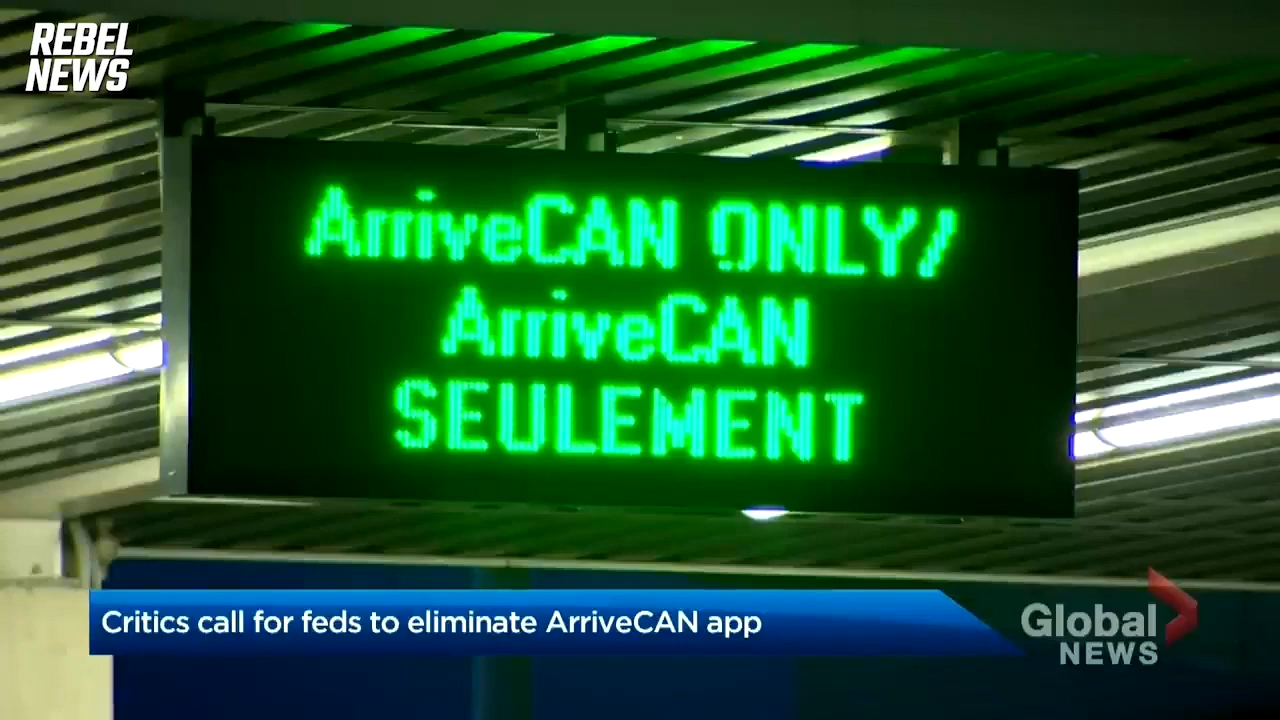 REBEL
NEWS
ArriveCAN ONLY/
ArriveCAN
SEULEMENT
Critics call for feds to eliminate ArriveCAN app
Global
NEWS